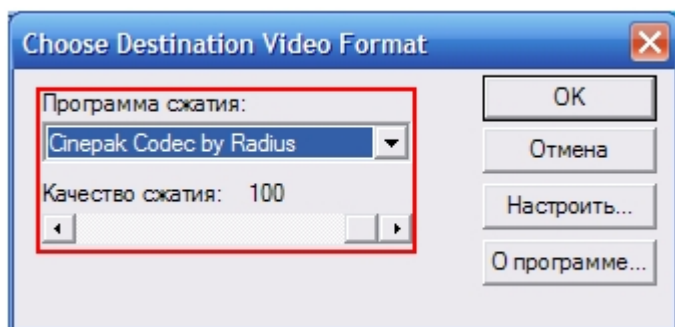 Choose Destination Video Format
Программа сжатия:
Cinepak Codec by Radius
Качество сжатия: 100
OK
Отмена
Настроить...
О программе...